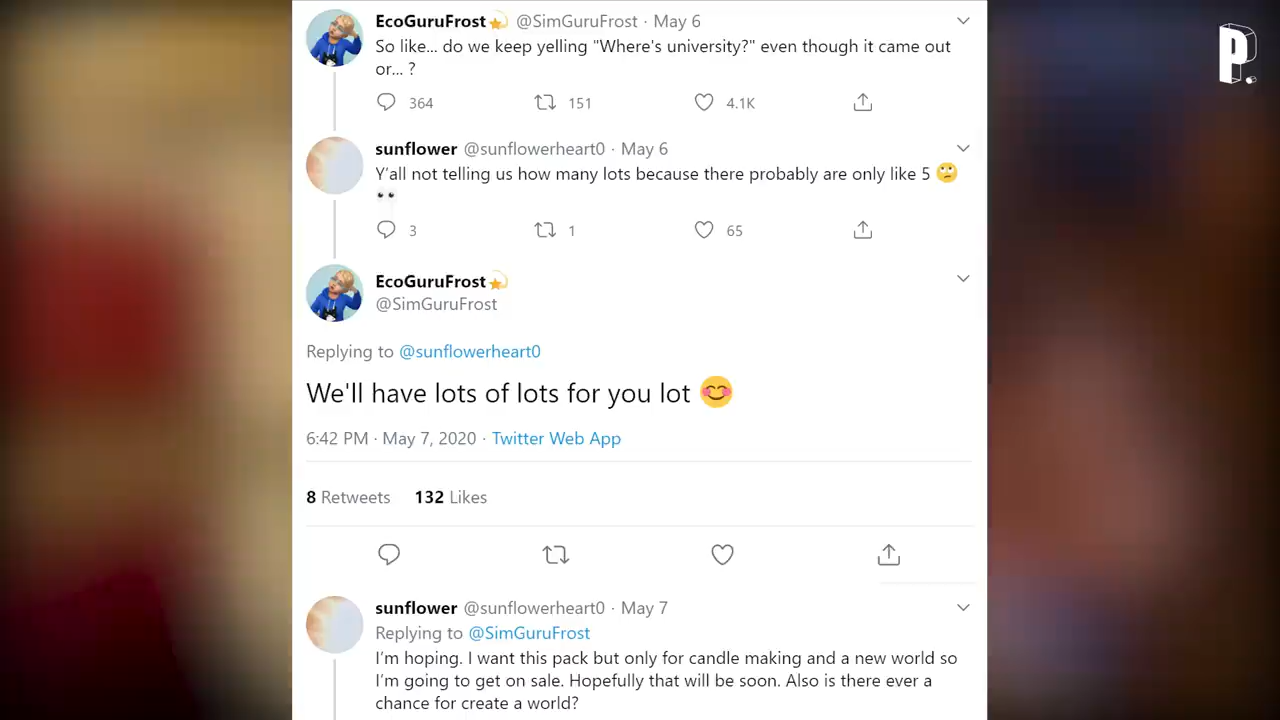 EcoGuruFrost💫 @SimGuruFrost · May 6
So like... do we keep yelling "Where's university?" even though it came out
or... ?
364 151 4.1K
sunflower @sunflowerheart0 · May 6
Y'all not telling us how many lots because there probably are only like 5 🙄
👀
3 1 65
EcoGuruFrost💫
@SimGuruFrost
Replying to @sunflowerheart0
We'll have lots of lots for you lot 😊
6:42 PM · May 7, 2020 · Twitter Web App
8 Retweets 132 Likes
sunflower @sunflowerheart0 · May 7
Replying to @SimGuruFrost
I'm hoping. I want this pack but only for candle making and a new world so
I'm going to get on sale. Hopefully that will be soon. Also is there ever a
chance for create a world?
P.